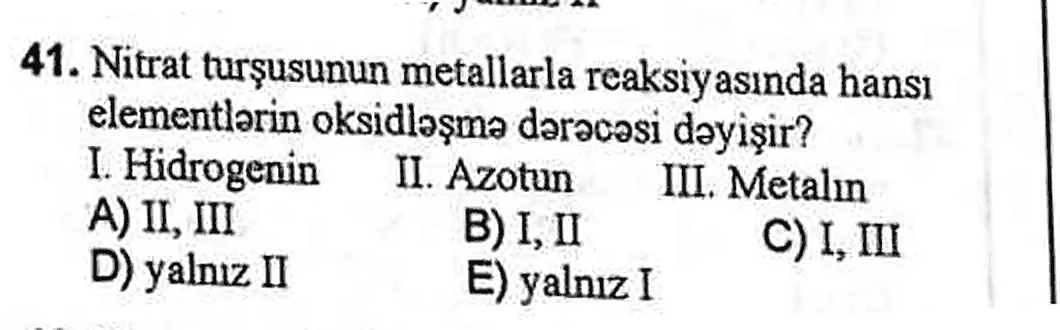 41. Nitrat turşusunun metallarla reaksiyasında hansı
elementlərin oksidləşmə dərəcəsi dəyişir?
I. Hidrogenin II. Azotun III. Metalın
A) II, III B) I, II C) I, III
D) yalnız II E) yalnız I